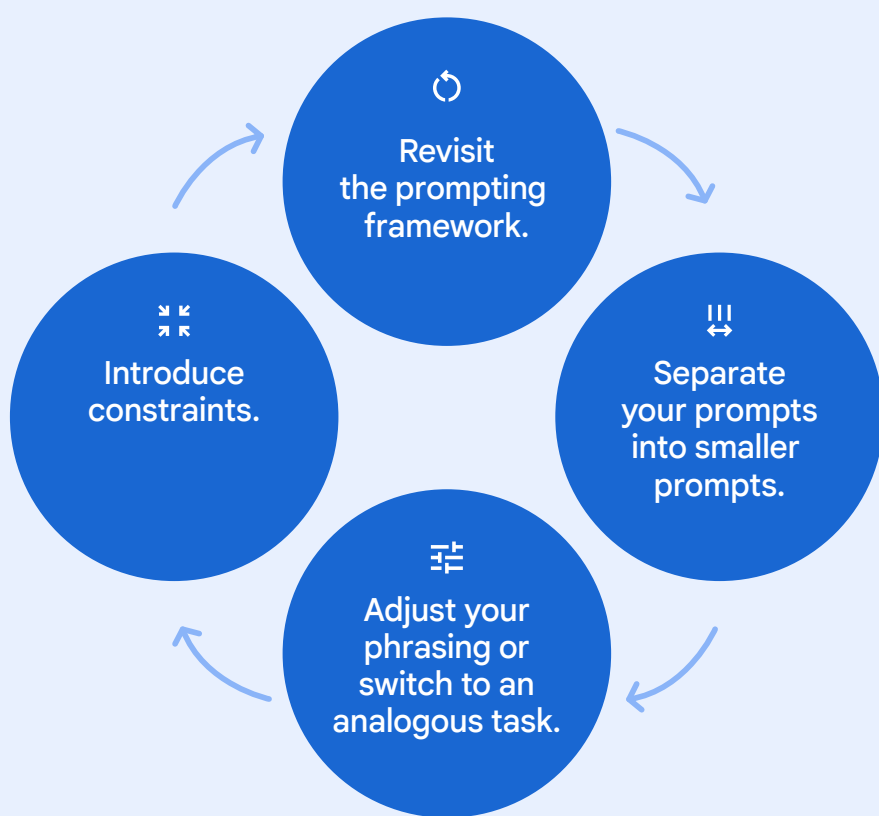 Revisit
the prompting
framework.
Separate
your prompts
into smaller
prompts.
Adjust your
phrasing or
switch to an
analogous task.
Introduce
constraints.